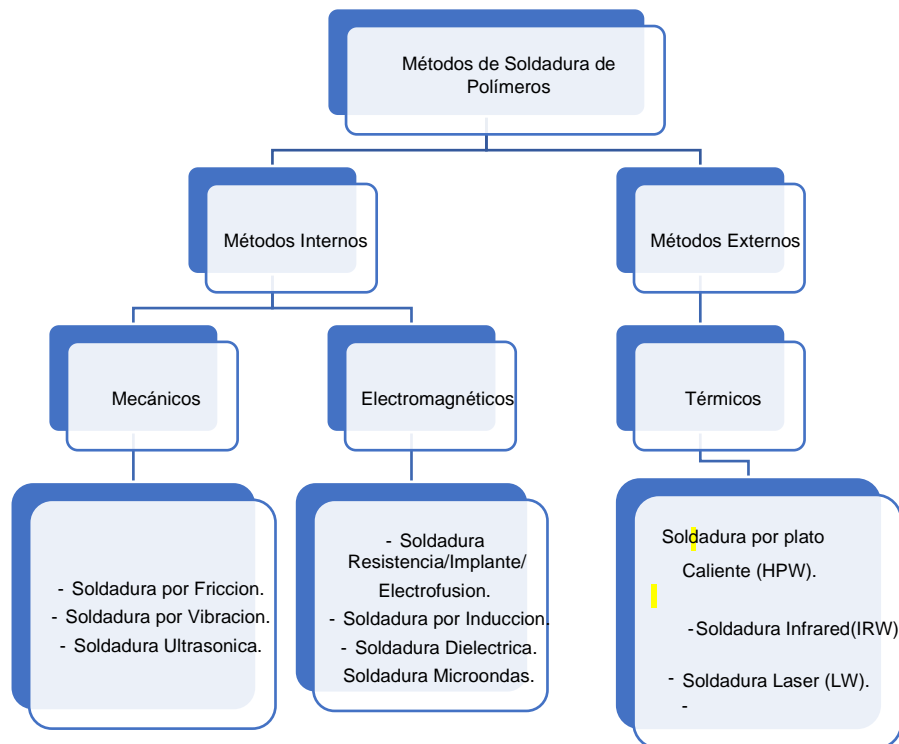 Métodos de Soldadura de
Polímeros
Métodos Internos
Métodos Externos
Mecánicos
Electromagnéticos
Térmicos
- Soldadura por Friccion.
- Soldadura por Vibracion.
- Soldadura Ultrasonica.
- Soldadura
Resistencia/Implante/
Electrofusion.
- Soldadura por Induccion.
- Soldadura Dielectrica.
Soldadura Microondas.
Soldadura por plato
Caliente (HPW).
-Soldadura Infrared(IRW)
- Soldadura Laser (LW).
-